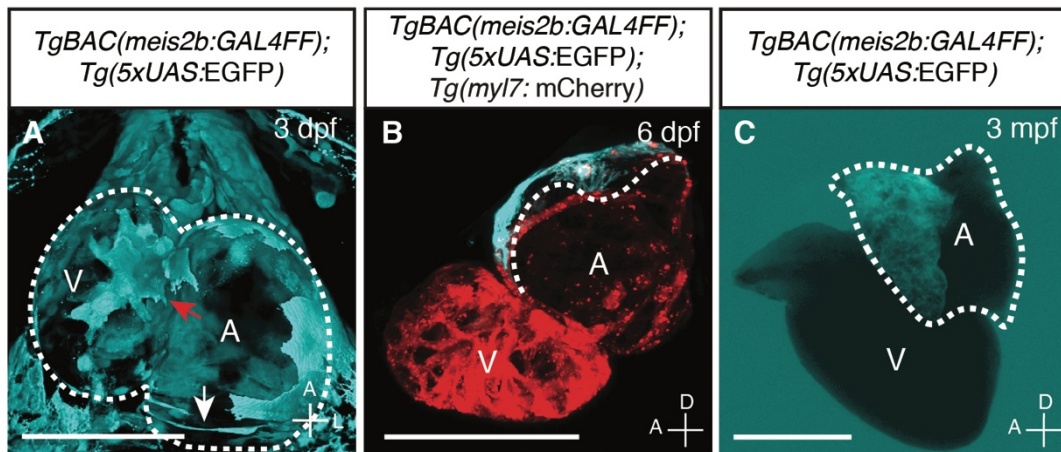 TgBAC(meis2b:GAL4FF);
Tg(5xUAS:EGFP)
TgBAC(meis2b:GAL4FF);
Tg(5xUAS:EGFP);
Tg(myl7: mCherry)
TgBAC(meis2b:GAL4FF);
Tg(5xUAS:EGFP)
A
3 dpf
V
A
A
L
B
6 dpf
A
V
D
A
C
3 mpf
A
V
D
A